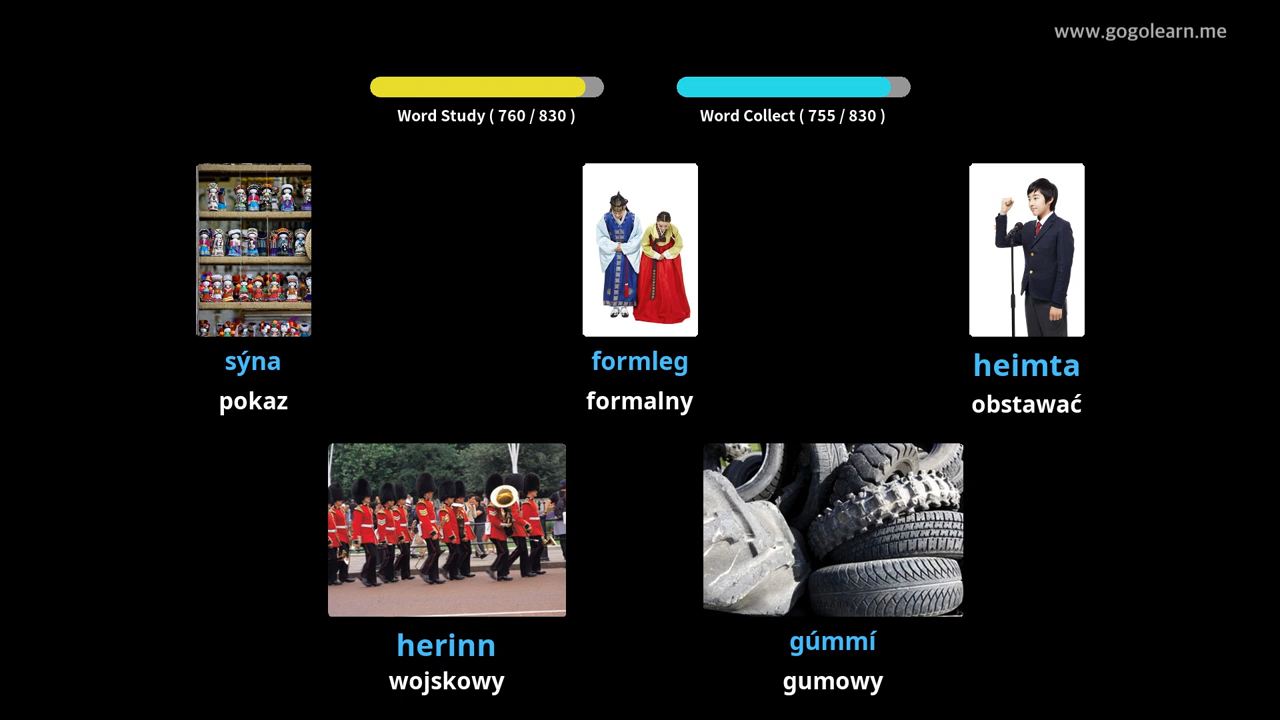 www.gogolearn.me
Word Study ( 760 / 830 )
Word Collect ( 755 / 830 )
sýna
pokaz
formleg
formalny
heimta
obstawać
herinn
wojskowy
gúmmí
gumowy